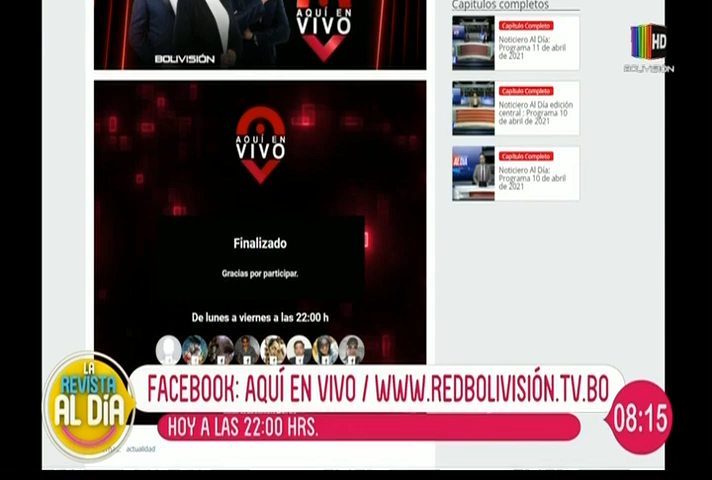 AQUÍ EN
VIVO
BOLIVISIÓN
Capítulos completos
Capítulo Completo
Noticiero Al Día:
Programa 11 de abril
de 2021
Capítulo Completo
Noticiero Al Día edición
central : Programa 10
de abril de 2021
Capítulo Completo
Noticiero Al Día:
Programa 10 de abril de
2021
HD
BOLIVISIÓN
AQUÍ EN
VIVO
Finalizado
Gracias por participar.
De lunes a viernes a las 22:00 h
LA
REVISTA
AL DÍA
FACEBOOK: AQUÍ EN VIVO / WWW.REDBOLIVISIÓN.TV.BO
HOY A LAS 22:00 HRS.
08:15
actualidad